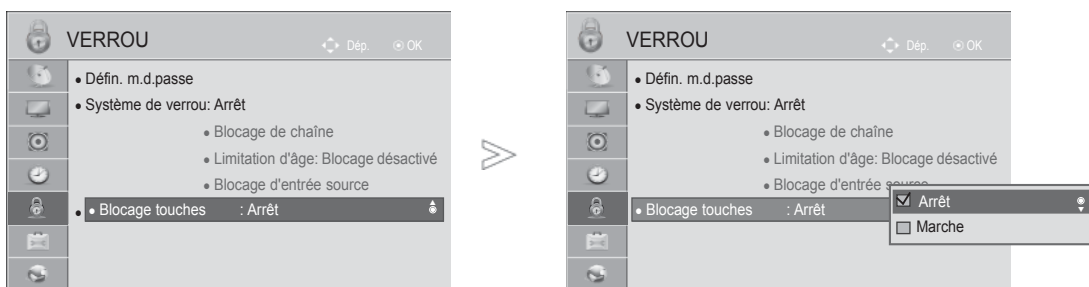 VERROU
Dép. OK
• Défin. m.d.passe
• Système de verrou: Arrêt
• Blocage de chaîne
• Limitation d'âge: Blocage désactivé
• Blocage d'entrée source
• • Blocage touches : Arrêt
VERROU
Dép. OK
• Défin. m.d.passe
• Système de verrou: Arrêt
• Blocage de chaîne
• Limitation d'âge: Blocage désactivé
• Blocage d'entrée source
• Blocage touches : Arrêt
Arrêt
Marche